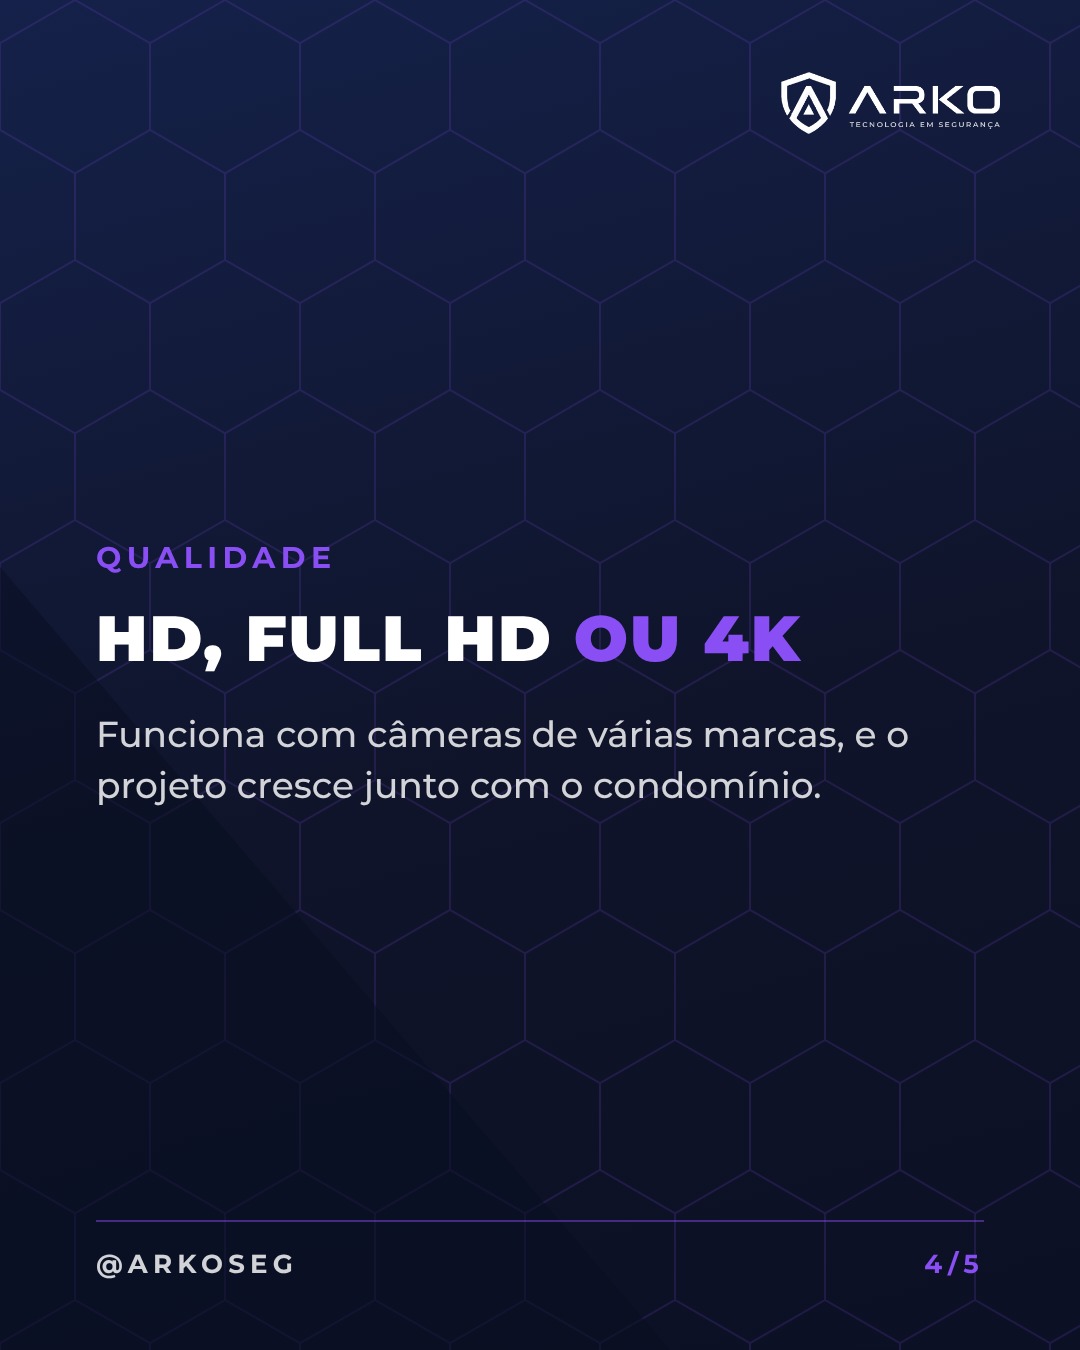 ARKO
TECNOLOGIA EM SEGURANÇA
QUALIDADE
HD, FULL HD OU 4K
Funciona com câmeras de várias marcas, e o
projeto cresce junto com o condomínio.
@ARKOSEG
4/5